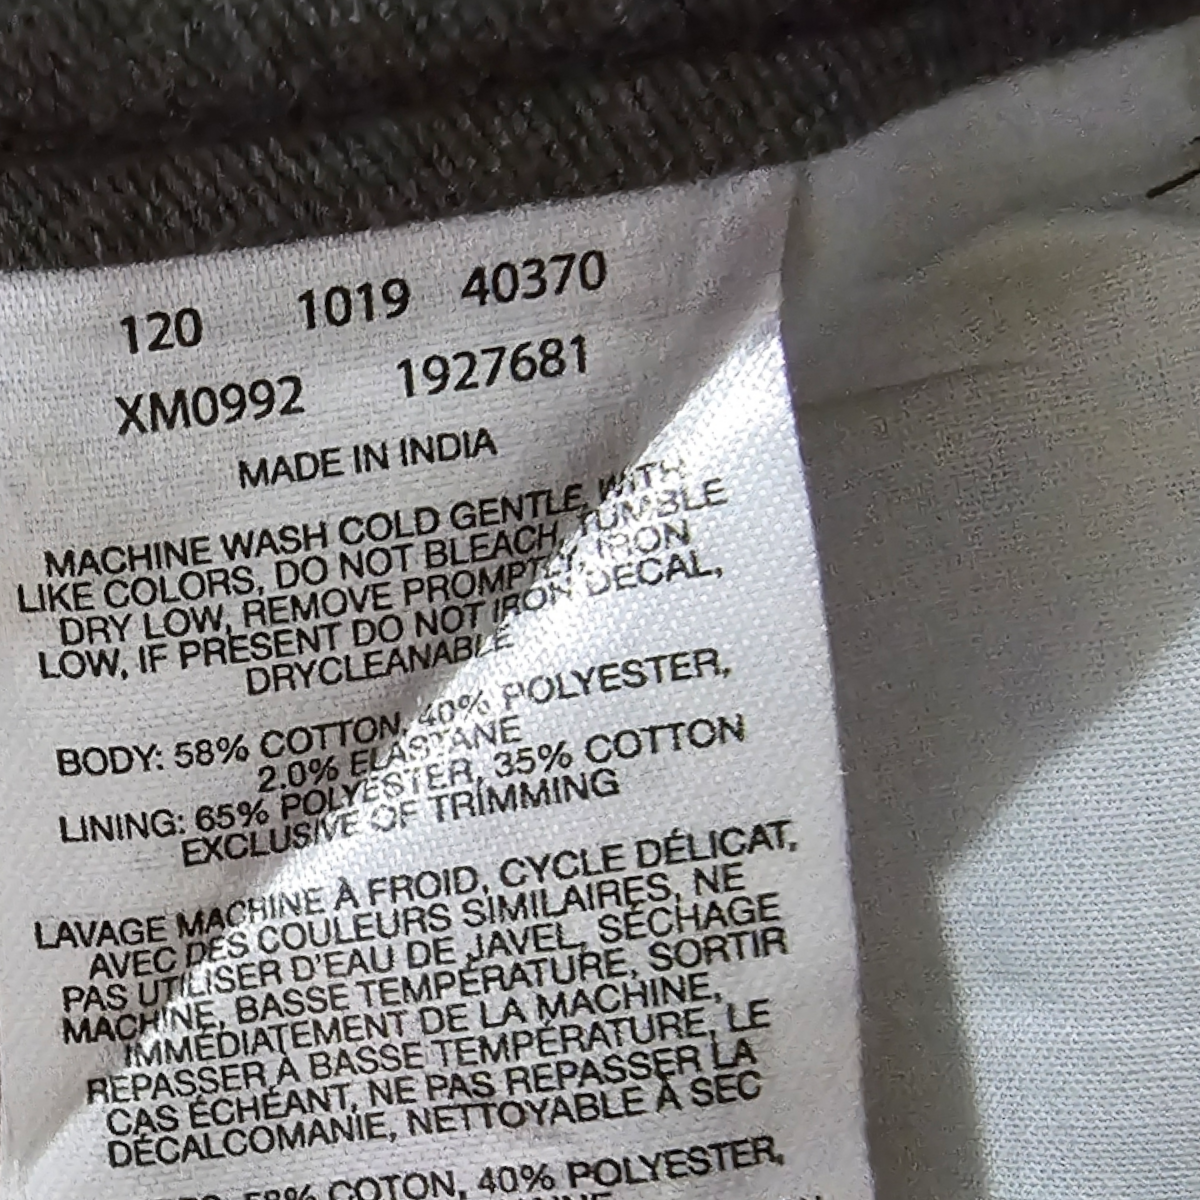 120 1019 40370
XM0992 1927681
MADE IN INDIA
MACHINE WASH COLD GENTLE, WITH
LIKE COLORS, DO NOT BLEACH, TUMBLE
DRY LOW, REMOVE PROMPTLY, IRON
LOW, IF PRESENT DO NOT IRON DECAL,
DRYCLEANABLE
BODY: 58% COTTON, 40% POLYESTER,
2.0% ELASTANE
LINING: 65% POLYESTER, 35% COTTON
EXCLUSIVE OF TRIMMING
LAVAGE MACHINE À FROID, CYCLE DÉLICAT,
AVEC DES COULEURS SIMILAIRES, NE
PAS UTILISER D'EAU DE JAVEL, SÉCHAGE
MACHINE, BASSE TEMPÉRATURE, SORTIR
IMMÉDIATEMENT DE LA MACHINE,
REPASSER À BASSE TEMPÉRATURE, LE
CAS ÉCHÉANT, NE PAS REPASSER LA
DÉCALCOMANIE, NETTOYABLE À SEC
58% COTON, 40% POLYESTER,